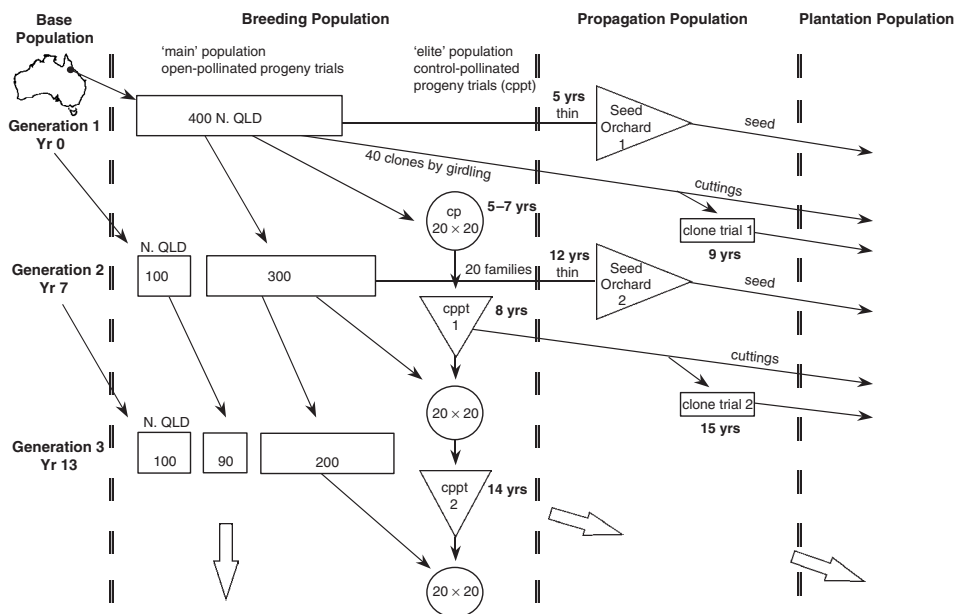 Base
Population
Breeding Population
Propagation Population
Plantation Population
‘main’ population
open-pollinated progeny trials
‘elite’ population
control-pollinated
progeny trials (cppt)
Generation 1
Yr 0
400 N. QLD
5 yrs
thin
Seed
Orchard
1
seed
40 clones by girdling
cuttings
cp
20 × 20
5–7 yrs
clone trial 1
9 yrs
Generation 2
Yr 7
N. QLD
100
300
20 families
12 yrs
thin
Seed
Orchard
2
seed
cppt
1
8 yrs
cuttings
20 × 20
clone trial 2
15 yrs
Generation 3
Yr 13
N. QLD
100
90
200
cppt
2
14 yrs
20 × 20